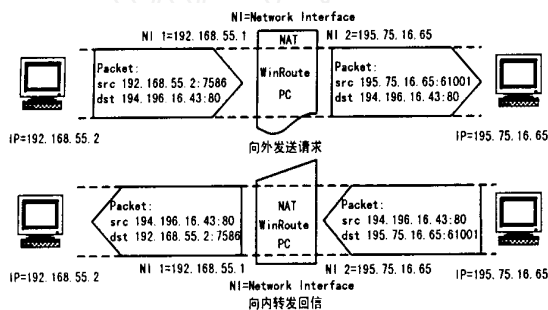 NI=Network Interface
NI 1=192.168.55.1
NAT
NI 2=195.75.16.65
Packet:
src 192.168.55.2:7586
dst 194.196.16.43:80
WinRoute
PC
Packet:
src 195.75.16.65:61001
dst 194.196.16.43:80
IP=192.168.55.2
IP=195.75.16.65
向外发送请求
Packet:
src 194.196.16.43:80
dst 192.168.55.2:7586
NAT
WinRoute
PC
Packet:
src 194.196.16.43:80
dst 195.75.16.65:61001
IP=192.168.55.2
NI 1=192.168.55.1
NI 2=195.75.16.65
IP=195.75.16.65
NI=Network Interface
向内转发回信